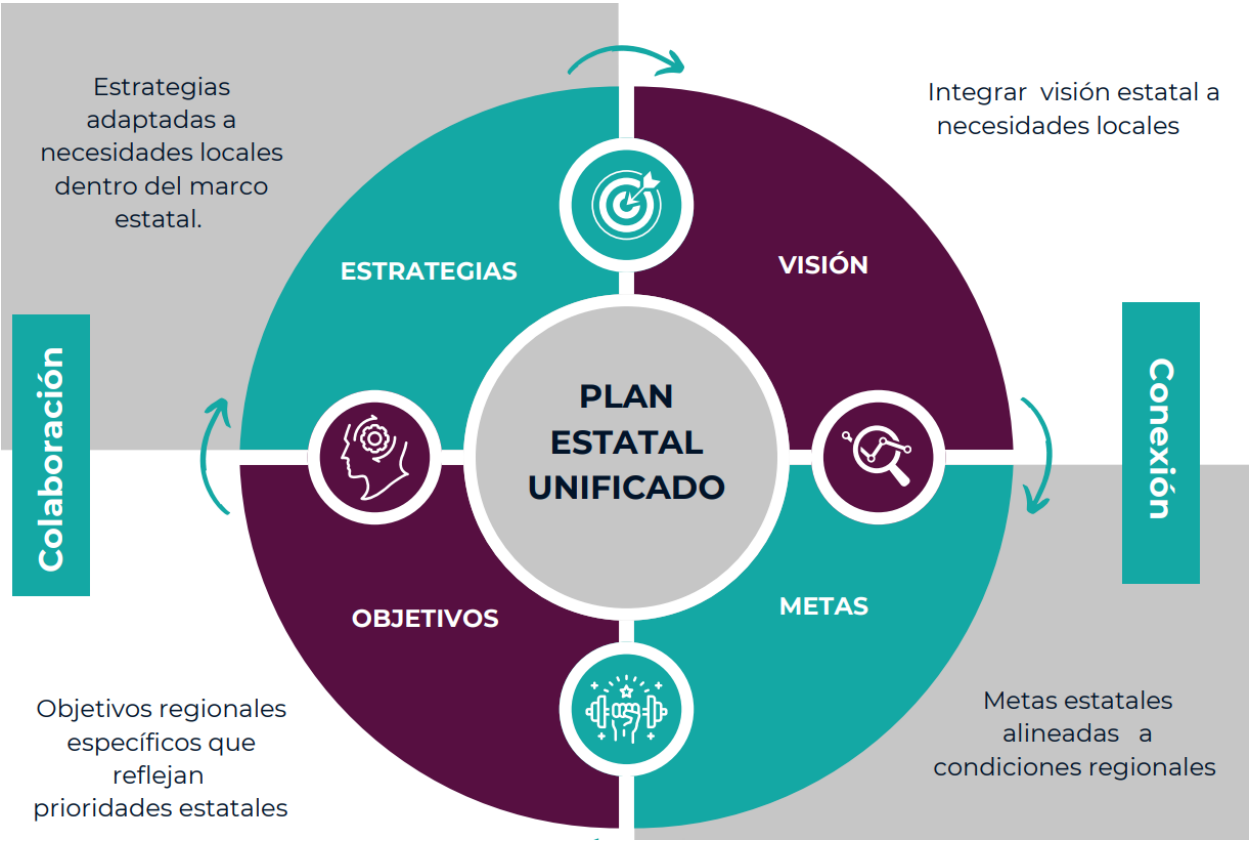 Estrategias
adaptadas a
necesidades locales
dentro del marco
estatal.
Integrar visión estatal a
necesidades locales
ESTRATEGIAS
VISIÓN
Colaboración
PLAN
ESTATAL
UNIFICADO
Conexión
OBJETIVOS
METAS
Objetivos regionales
específicos que
reflejan
prioridades estatales
Metas estatales
alineadas a
condiciones regionales